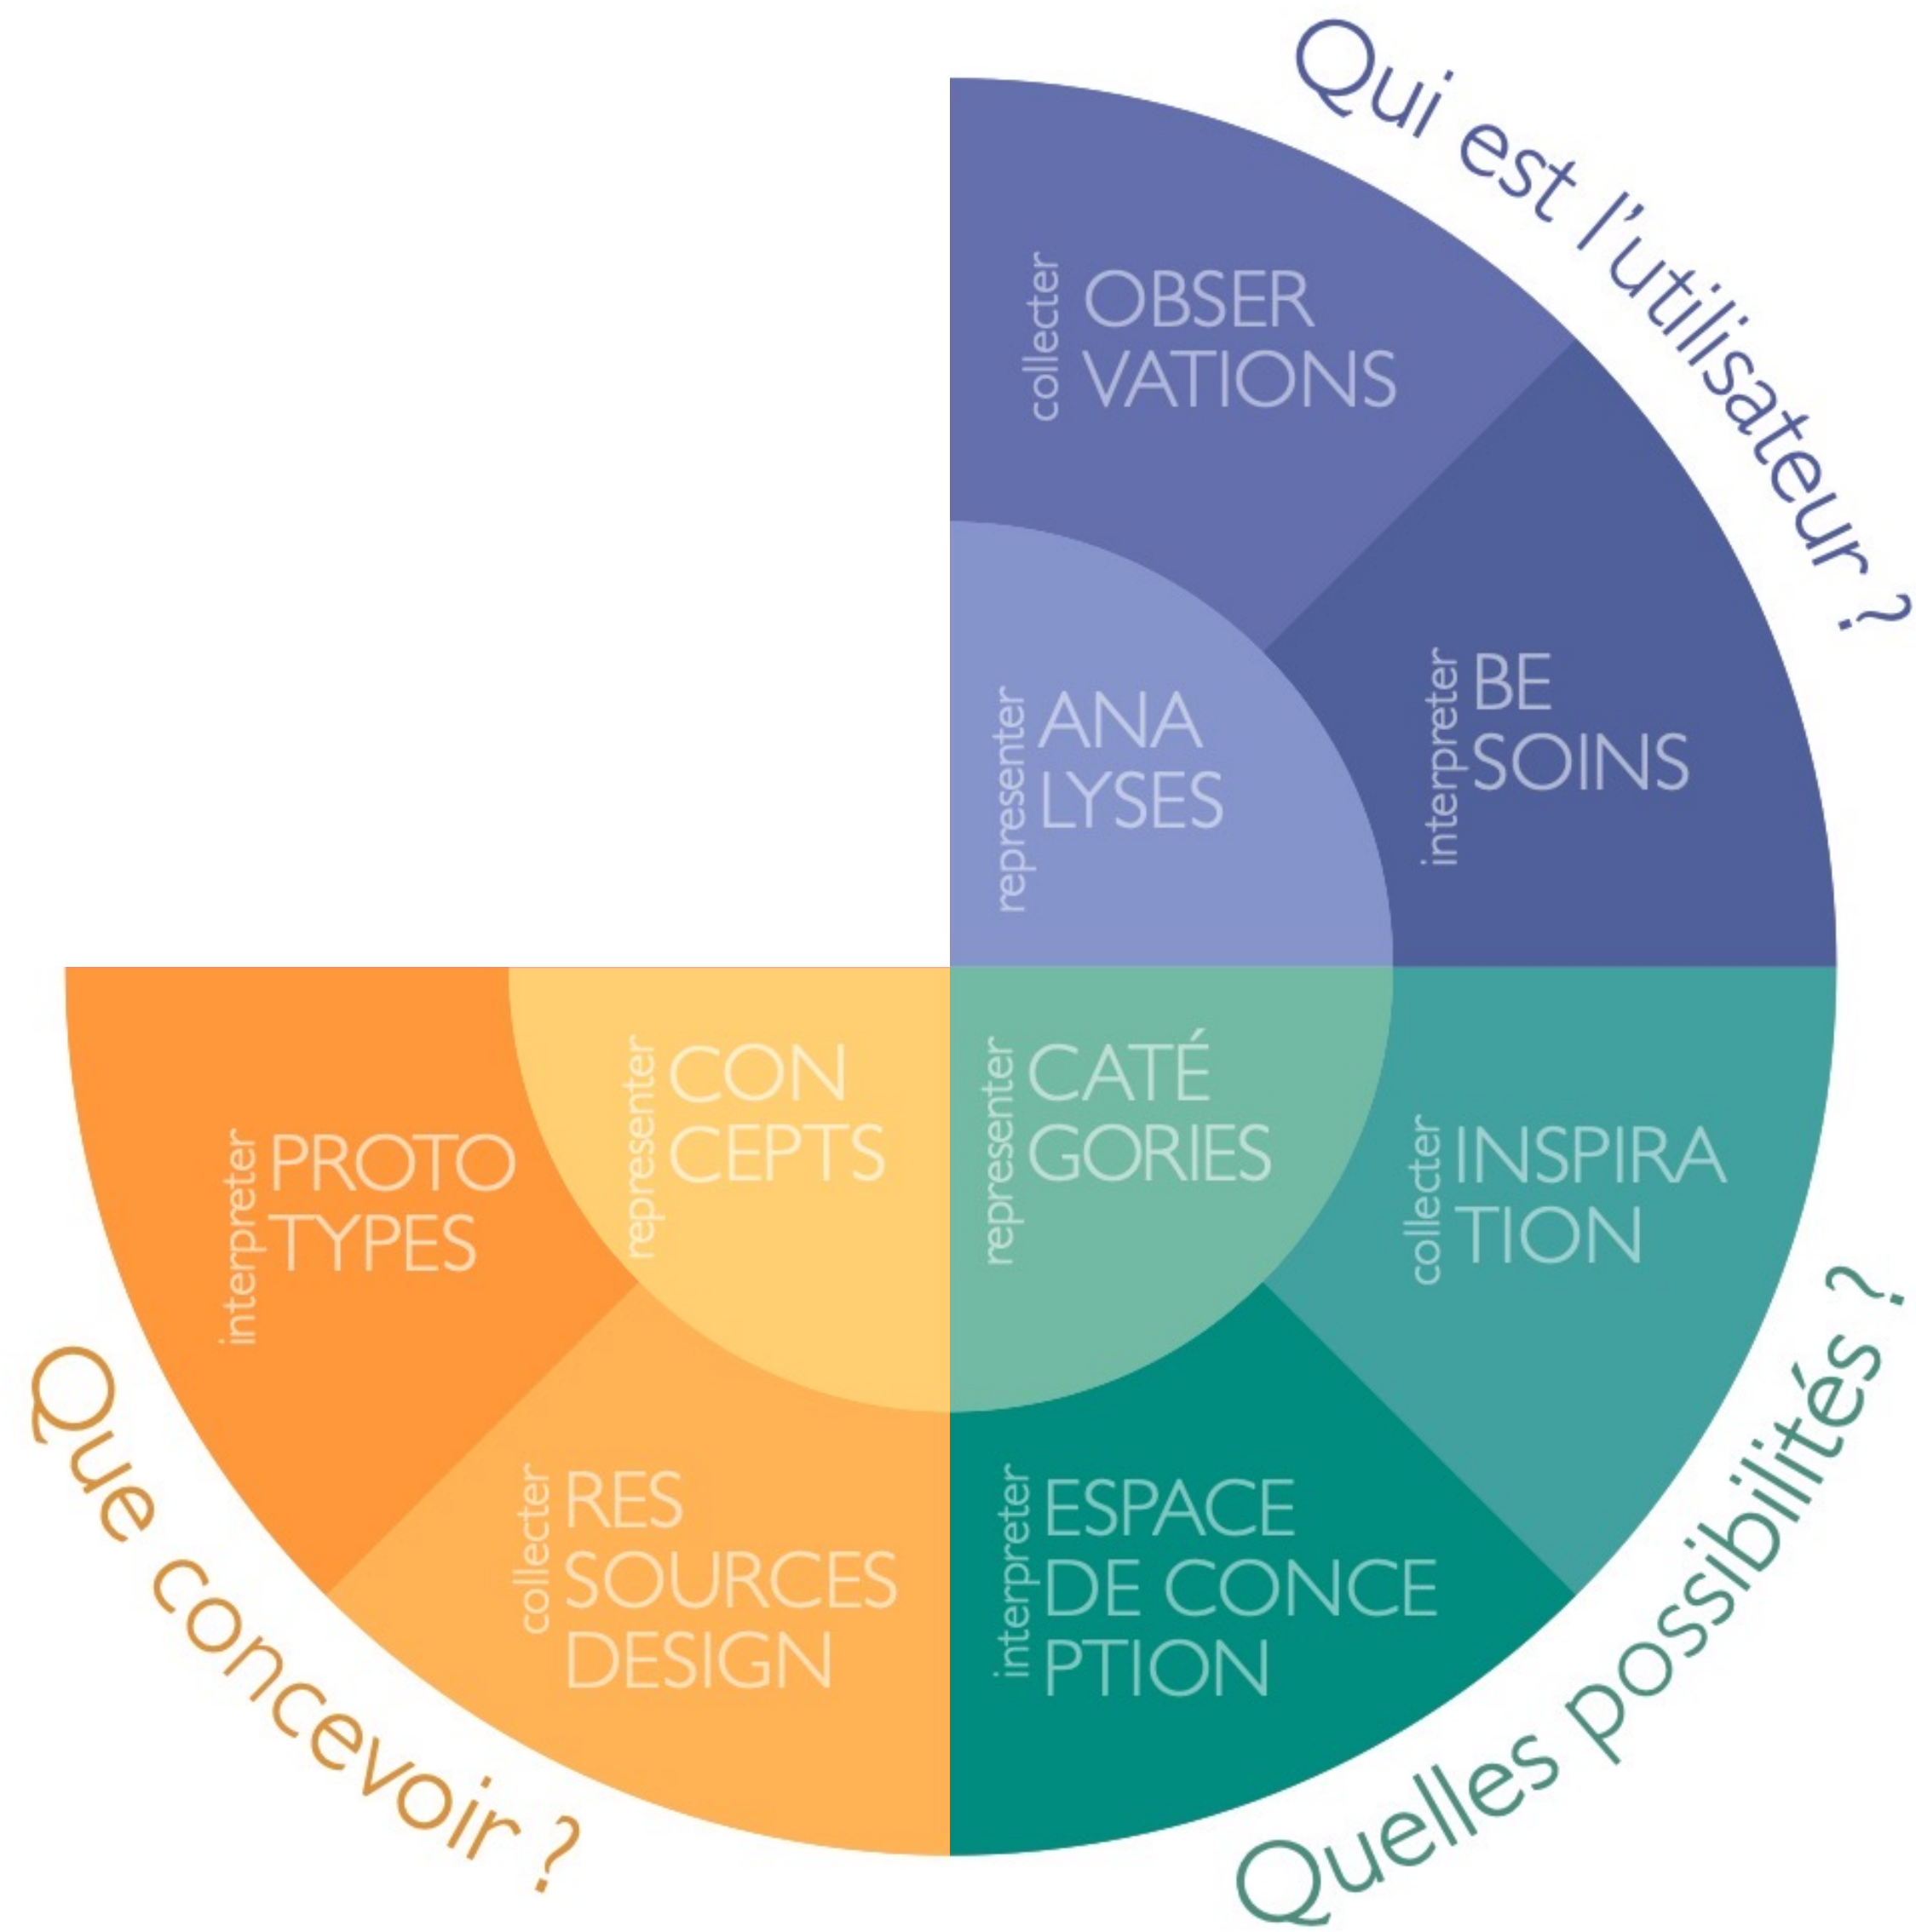 Qui est l'utilisateur ?
collecter
OBSER
VATIONS
representer
ANA
LYSES
interpreter
BE
SOINS
Quelles possibilités ?
collecter
INSPIRA
TION
representer
CATÉ
GORIES
interpreter
ESPACE
DE CONCE
PTION
Que concevoir ?
collecter
RES
SOURCES
DESIGN
representer
CON
CEPTS
interpreter
PROTO
TYPES